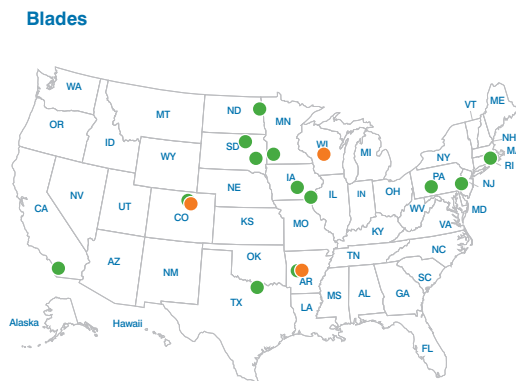 Blades
WA
ME
VT
MT
ND
MN
OR
NH
ID
SD
WI
MI
NY
MA
RI
WY
IA
PA
NE
NJ
NV
IL
IN
OH
CA
UT
CO
WV
MD
KS
MO
VA
KY
NC
TN
AZ
NM
OK
AR
SC
TX
LA
MS
AL
GA
Alaska
Hawaii
FL